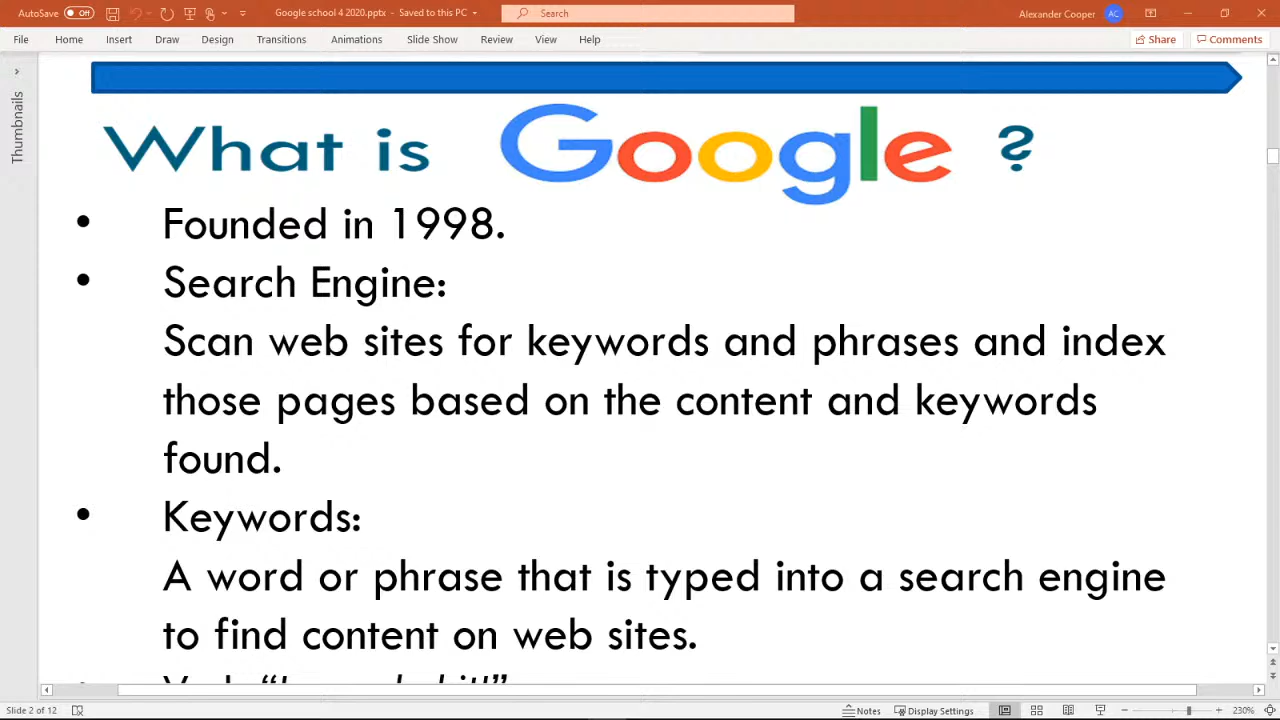 AutoSave Off Google school 4 2020.pptx - Saved to this PC Search Alexander Cooper AC
File Home Insert Draw Design Transitions Animations Slide Show Review View Help Share Comments
Thumbnails
What is Google ?
• Founded in 1998.
• Search Engine:
Scan web sites for keywords and phrases and index
those pages based on the content and keywords
found.
• Keywords:
A word or phrase that is typed into a search engine
to find content on web sites.
Slide 2 of 12 Notes Display Settings 230%